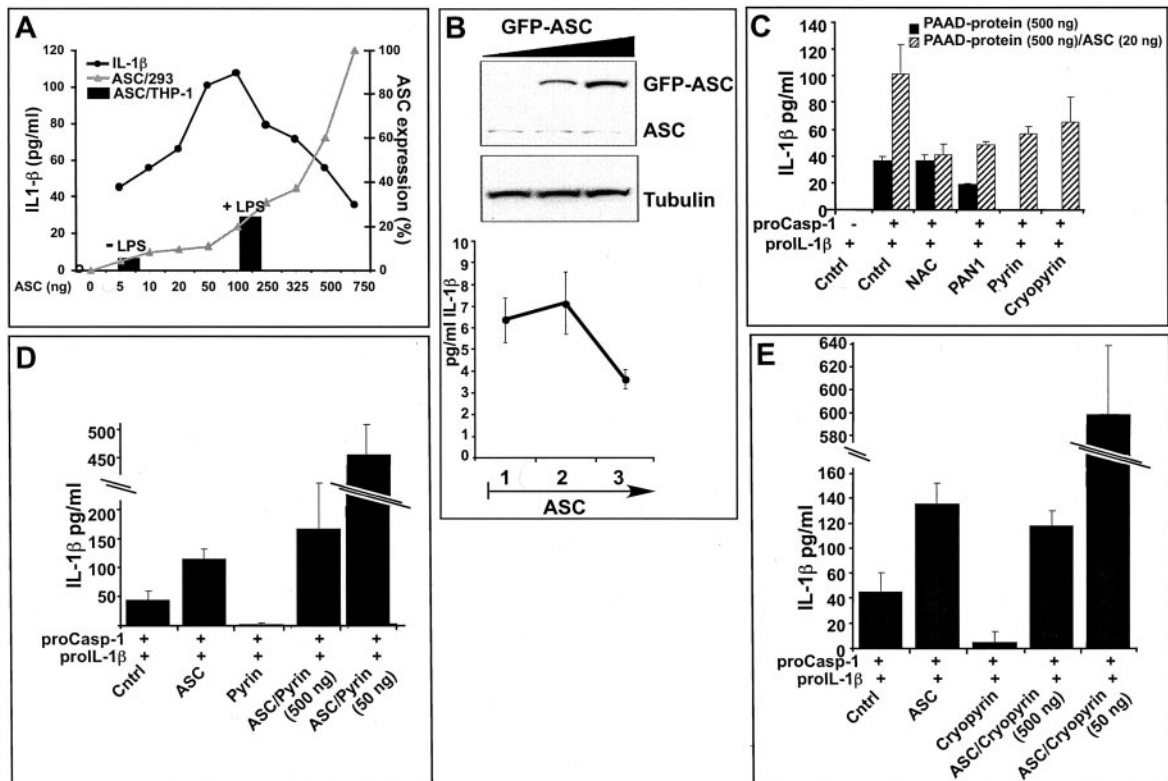 A
IL-1β
ASC/293
ASC/THP-1
IL1-β (pg/ml)
120
100
80
60
40
20
0
ASC expression (%)
100
80
60
40
20
0
- LPS
+ LPS
ASC (ng)
0 5 10 20 50 100 250 325 500 750
B
GFP-ASC
GFP-ASC
ASC
Tubulin
pg/ml IL-1β
10
9
8
7
6
5
4
3
2
1
0
1 2 3
ASC
C
PAAD-protein (500 ng)
PAAD-protein (500 ng)/ASC (20 ng)
IL-1β pg/ml
140
120
100
80
60
40
20
0
proCasp-1 - + + + + +
proIL-1β + + + + + +
Cntrl Cntrl NAC PAN1 Pyrin Cryopyrin
D
IL-1β pg/ml
500
450
200
150
100
50
proCasp-1 + + + + +
proIL-1β + + + + +
Cntrl ASC Pyrin ASC/Pyrin (500 ng) ASC/Pyrin (50 ng)
E
IL-1β pg/ml
640
620
600
580
140
120
100
80
60
40
20
0
proCasp-1 + + + + +
proIL-1β + + + + +
Cntrl ASC Cryopyrin ASC/Cryopyrin (500 ng) ASC/Cryopyrin (50 ng)